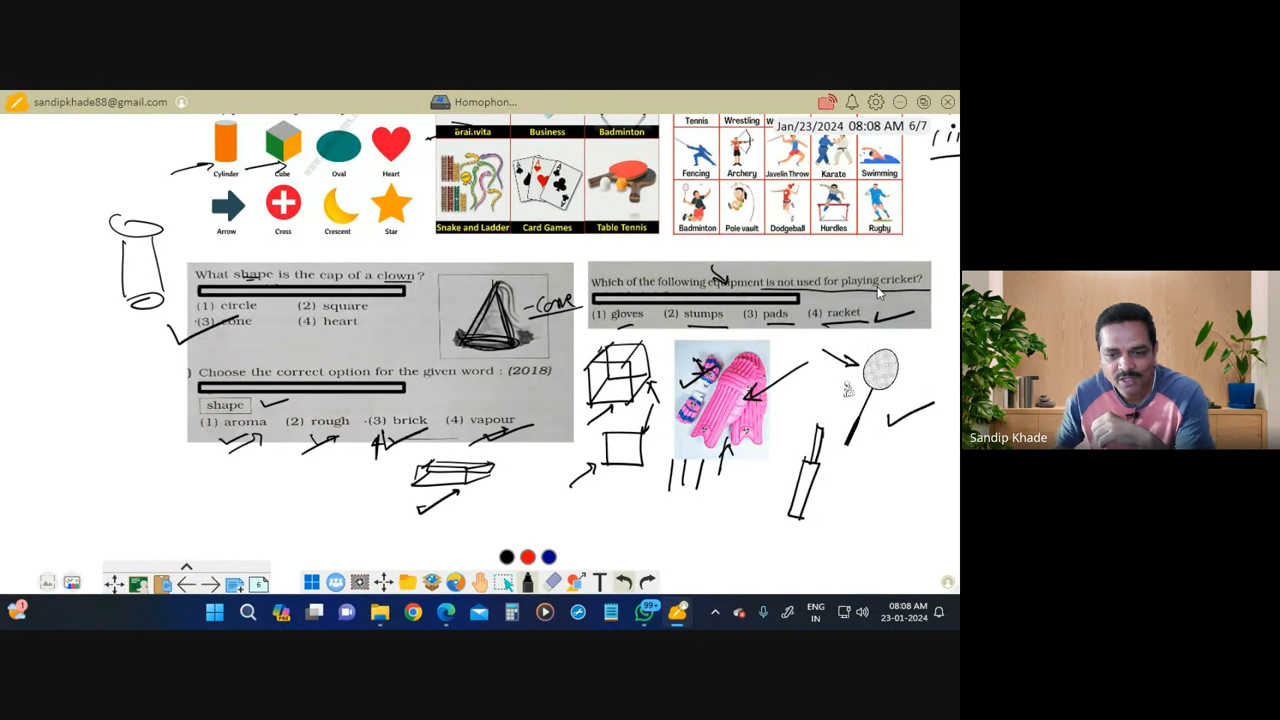 sandipkhade88@gmail.com
Homophon...
Jan/23/2024 08:08 AM 6/7
Cylinder
Cube
Oval
Heart
Arrow
Cross
Crescent
Star
Brainvita
Business
Badminton
Snake and Ladder
Card Games
Table Tennis
Tennis
Wrestling
Fencing
Archery
Javelin Throw
Karate
Swimming
Badminton
Pole vault
Dodgeball
Hurdles
Rugby
What shape is the cap of a clown?
(1) circle (2) square
(3) cone (4) heart
- Cone
) Choose the correct option for the given word : (2018)
shape
(1) aroma (2) rough (3) brick (4) vapour
Which of the following equipment is not used for playing cricket?
(1) gloves (2) stumps (3) pads (4) racket
Sandip Khade
6
99+
1
ENG
IN
08:08 AM
23-01-2024